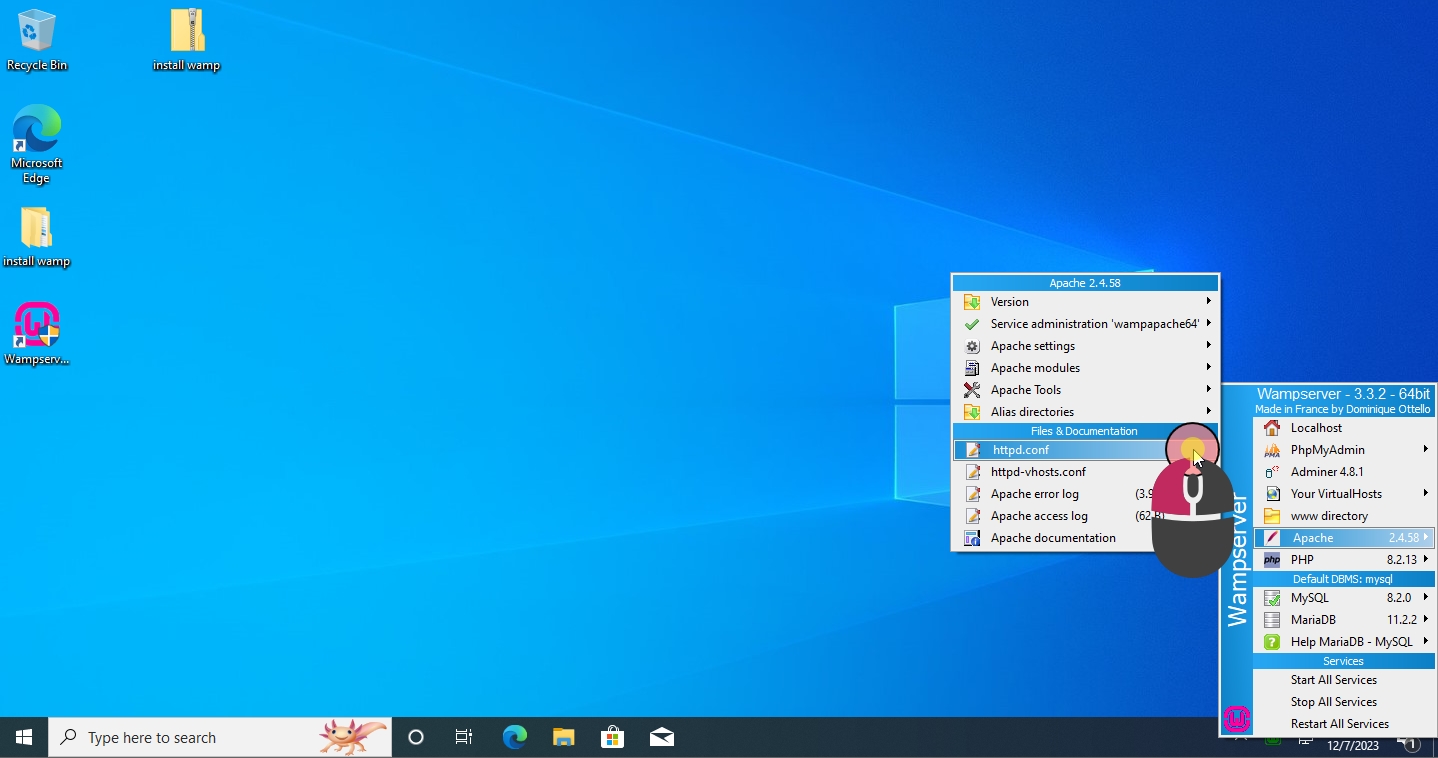 Recycle Bin
install wamp
Microsoft
Edge
install wamp
Wampserv...
Apache 2.4.58
Version
Service administration 'wampapache64'
Apache settings
Apache modules
Apache Tools
Alias directories
Files & Documentation
httpd.conf
httpd-vhosts.conf
Apache error log
Apache access log (62 B)
Apache documentation
Wampserver - 3.3.2 - 64bit
Made in France by Dominique Ottello
Localhost
PhpMyAdmin
Adminer 4.8.1
Your VirtualHosts
www directory
Apache 2.4.58
php PHP 8.2.13
Default DBMS: mysql
MySQL 8.2.0
MariaDB 11.2.2
Help MariaDB - MySQL
Services
Start All Services
Stop All Services
Restart All Services
Wampserver
Type here to search
12/7/2023
1